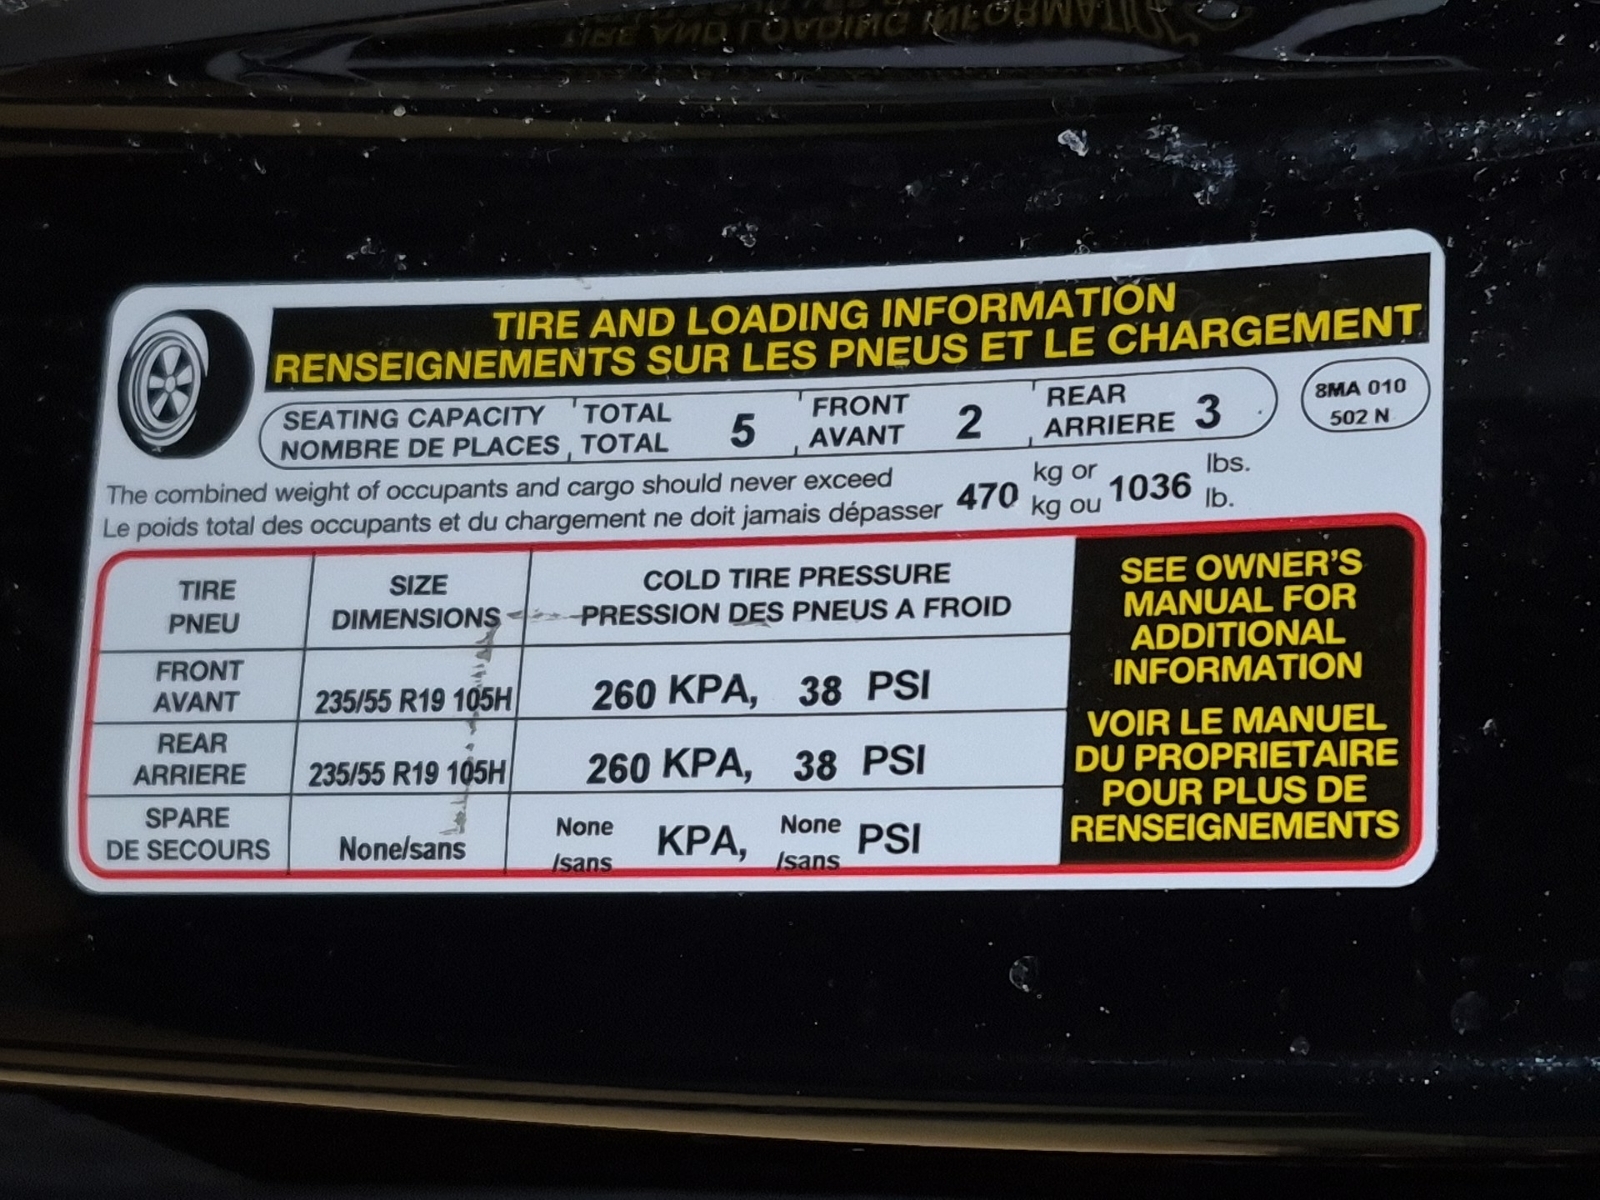 TIRE AND LOADING INFORMATION
TIRE AND LOADING INFORMATION
RENSEIGNEMENTS SUR LES PNEUS ET LE CHARGEMENT
SEATING CAPACITY TOTAL 5 FRONT 2 REAR 3
NOMBRE DE PLACES TOTAL AVANT ARRIERE
8MA 010
502 N
The combined weight of occupants and cargo should never exceed 470 kg or 1036 lbs.
Le poids total des occupants et du chargement ne doit jamais dépasser kg ou lb.
TIRE SIZE COLD TIRE PRESSURE
PNEU DIMENSIONS PRESSION DES PNEUS A FROID
FRONT
AVANT 235/55 R19 105H 260 KPA, 38 PSI
REAR
ARRIERE 235/55 R19 105H 260 KPA, 38 PSI
SPARE None None
DE SECOURS None/sans /sans KPA, /sans PSI
SEE OWNER'S
MANUAL FOR
ADDITIONAL
INFORMATION
VOIR LE MANUEL
DU PROPRIETAIRE
POUR PLUS DE
RENSEIGNEMENTS